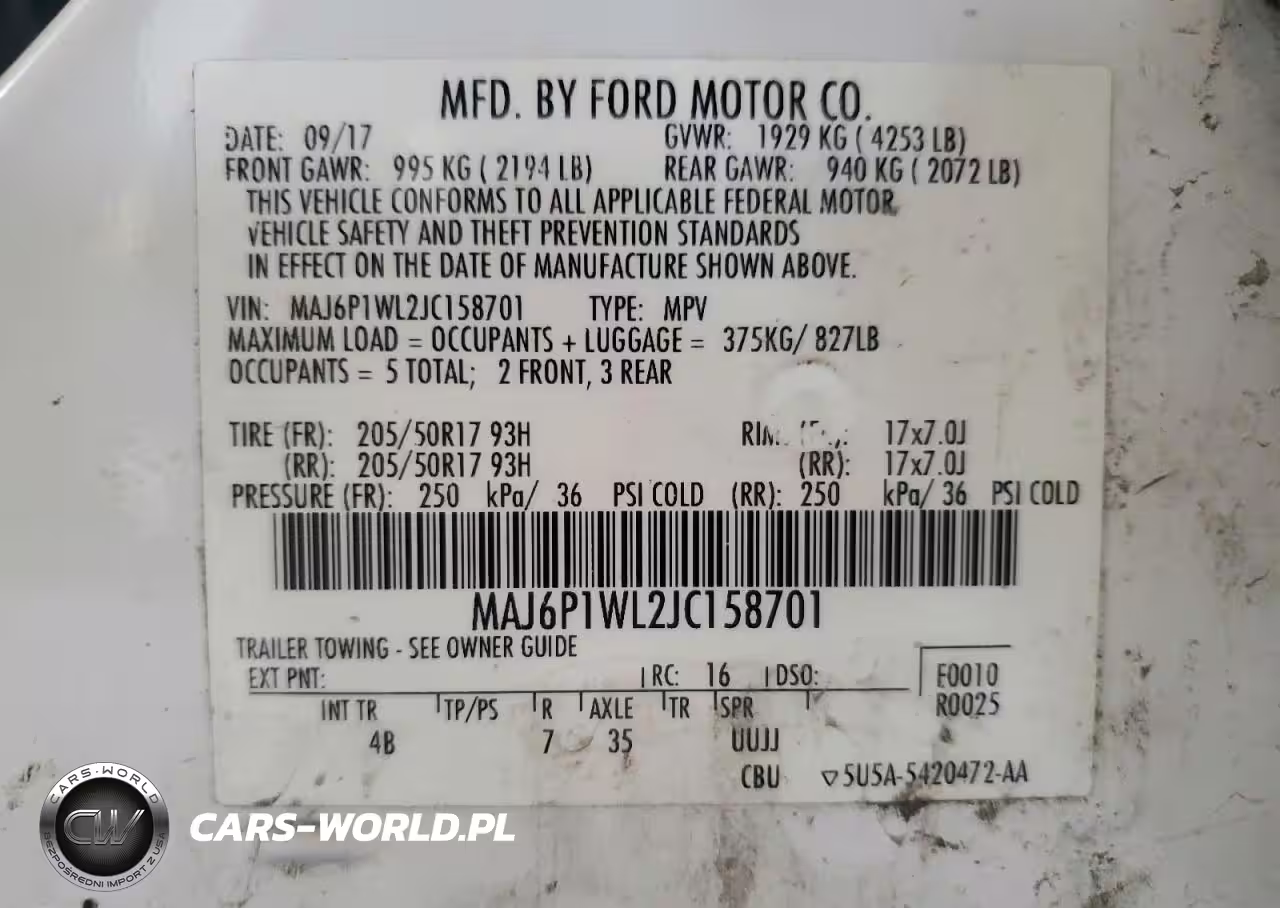 MFD. BY FORD MOTOR CO.
DATE: 09/17 GVWR: 1929 KG ( 4253 LB)
FRONT GAWR: 995 KG ( 2194 LB) REAR GAWR: 940 KG ( 2072 LB)
THIS VEHICLE CONFORMS TO ALL APPLICABLE FEDERAL MOTOR
VEHICLE SAFETY AND THEFT PREVENTION STANDARDS
IN EFFECT ON THE DATE OF MANUFACTURE SHOWN ABOVE.
VIN: MAJ6P1WL2JC158701 TYPE: MPV
MAXIMUM LOAD = OCCUPANTS + LUGGAGE = 375KG/ 827LB
OCCUPANTS = 5 TOTAL; 2 FRONT, 3 REAR
TIRE (FR): 205/50R17 93H 17x7.0J
(RR): 205/50R17 93H (RR): 17x7.0J
PRESSURE (FR): 250 kPa/ 36 PSI COLD (RR): 250 kPa/ 36 PSI COLD
MAJ6P1WL2JC158701
TRAILER TOWING - SEE OWNER GUIDE
EXT PNT: RC: 16 DSO: E0010
INT TR TP/PS R AXLE TR SPR R0025
4B 7 35 UUJJ
CBU ▽5U5A-5420472-AA
CARS-WORLD
CW
BEZPOŚREDNI IMPORT Z USA
CARS-WORLD.PL